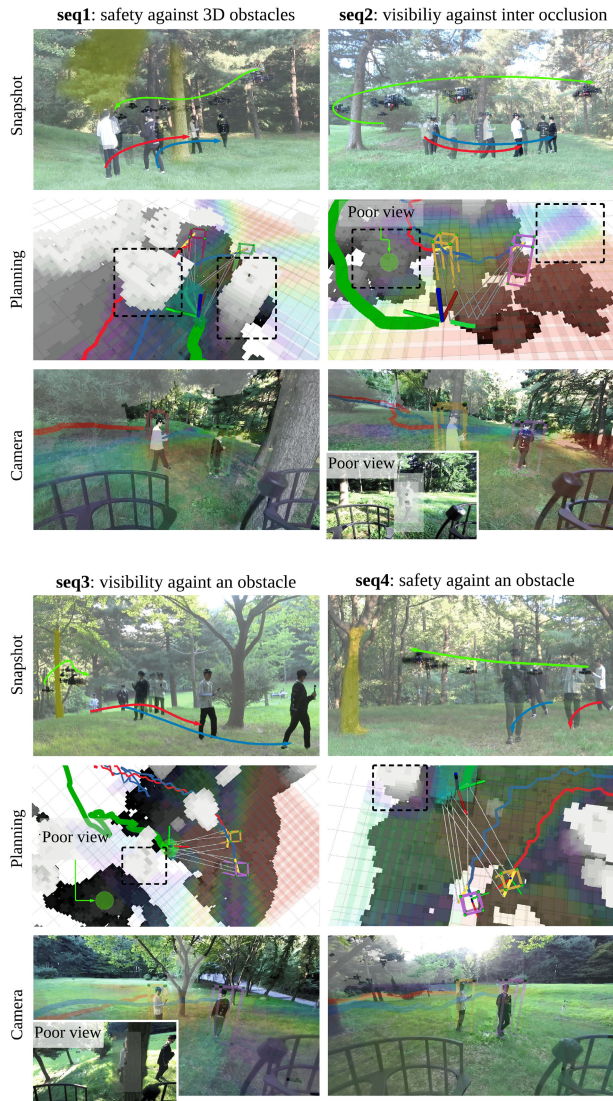 seq1: safety against 3D obstacles
seq2: visibiliy against inter occlusion
Snapshot
Planning
Poor view
Camera
Poor view
seq3: visibility againt an obstacle
seq4: safety againt an obstacle
Snapshot
Planning
Poor view
Camera
Poor view